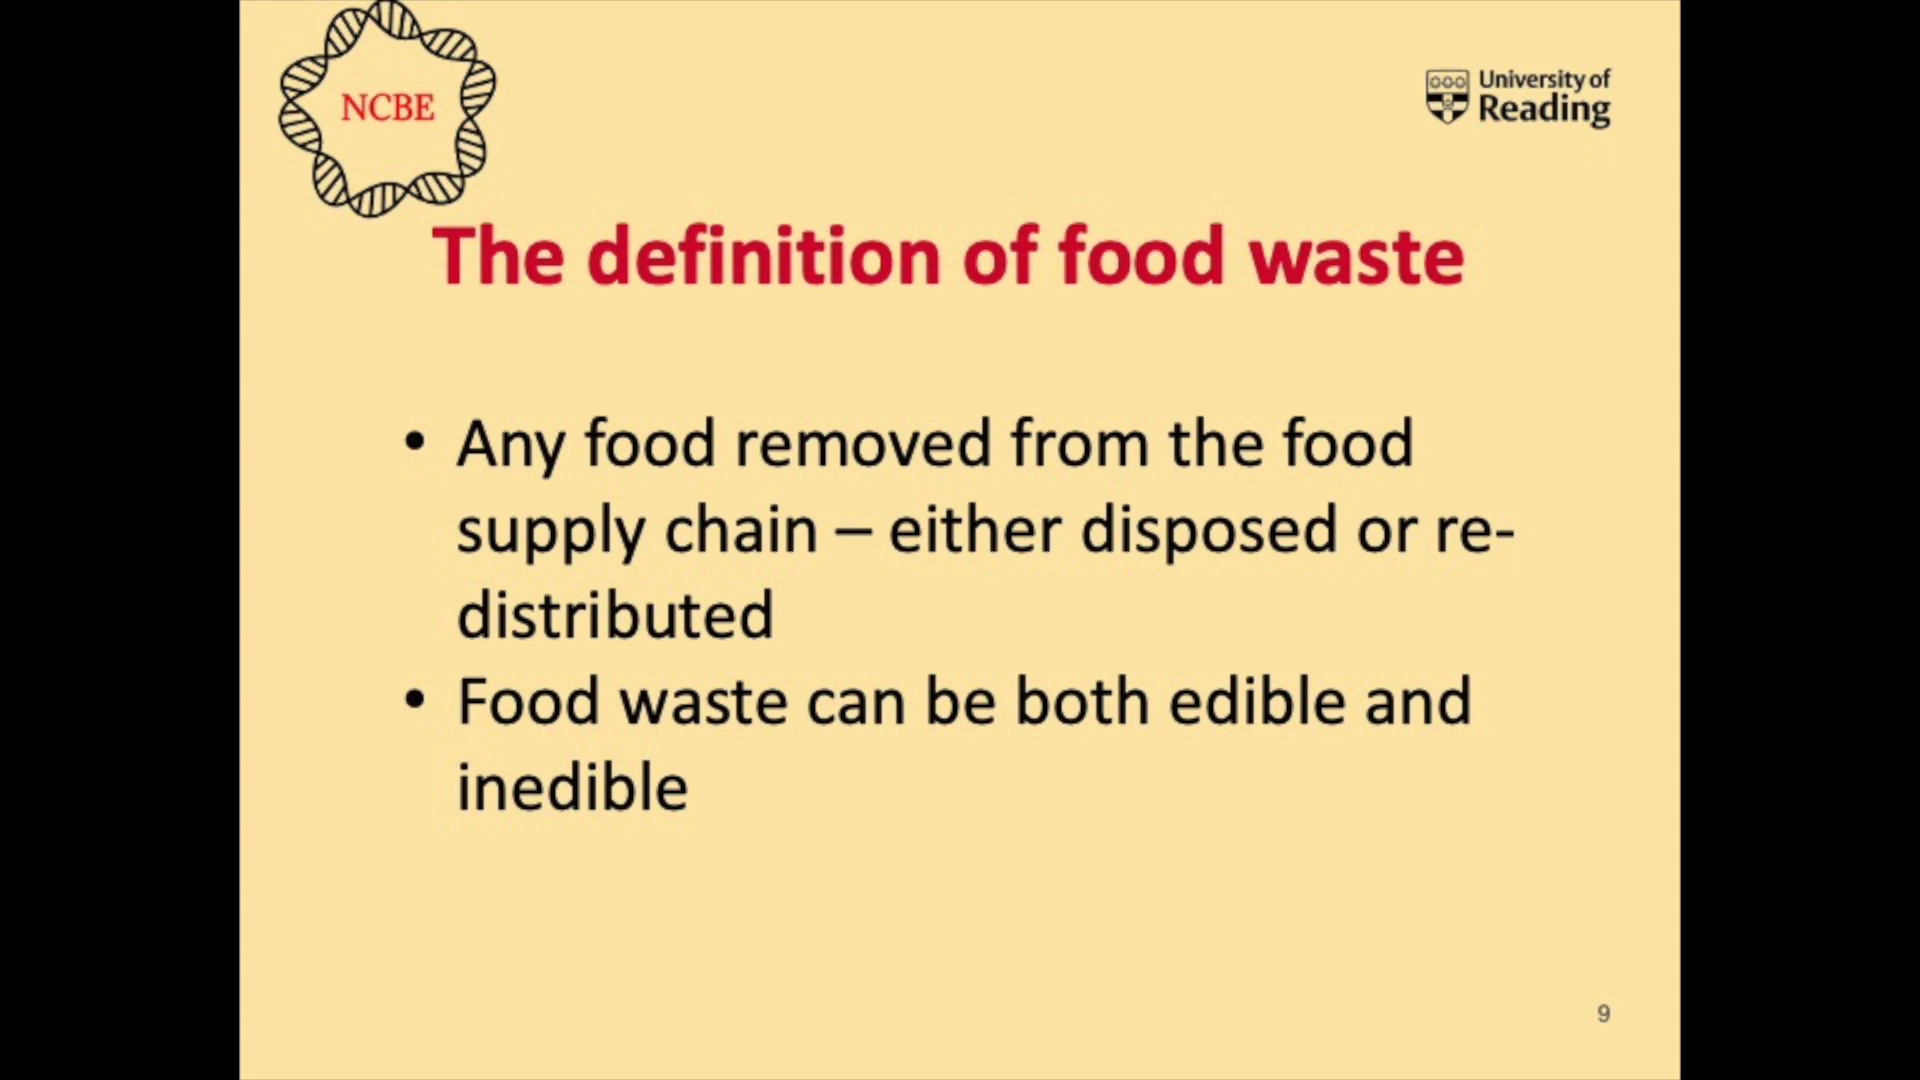 NCBE
University of
Reading
The definition of food waste
• Any food removed from the food
supply chain – either disposed or re-
distributed
• Food waste can be both edible and
inedible
9